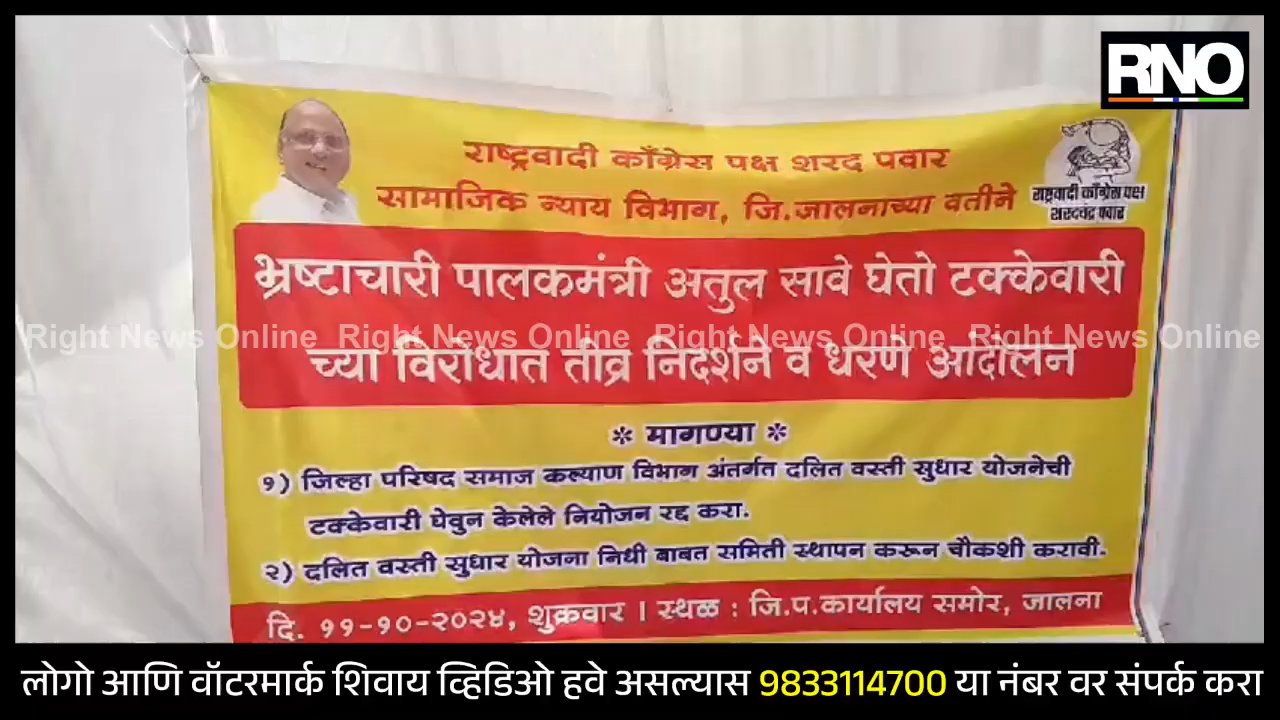 RNO
राष्ट्रवादी काँग्रेस पक्ष शरद पवार
सामाजिक न्याय विभाग, जि.जालनाच्या वतीने
राष्ट्रवादी काँग्रेस पक्ष
शरदचंद्र पवार
भ्रष्टाचारी पालकमंत्री अतुल सावे घेतो टक्केवारी
Right News Online Right News Online Right News Online Right News Online
च्या विरोधात तीव्र निदर्शने व धरणे आंदोलन
* मागण्या *
१) जिल्हा परिषद समाज कल्याण विभाग अंतर्गत दलित वस्ती सुधार योजनेची
टक्केवारी घेवुन केलेले नियोजन रद्द करा.
२) दलित वस्ती सुधार योजना निधी बाबत समिती स्थापन करून चौकशी करावी.
दि. ११-१०-२०२४, शुक्रवार । स्थळ : जि.प.कार्यालय समोर, जालना
लोगो आणि वॉटरमार्क शिवाय व्हिडिओ हवे असल्यास 9833114700 या नंबर वर संपर्क करा